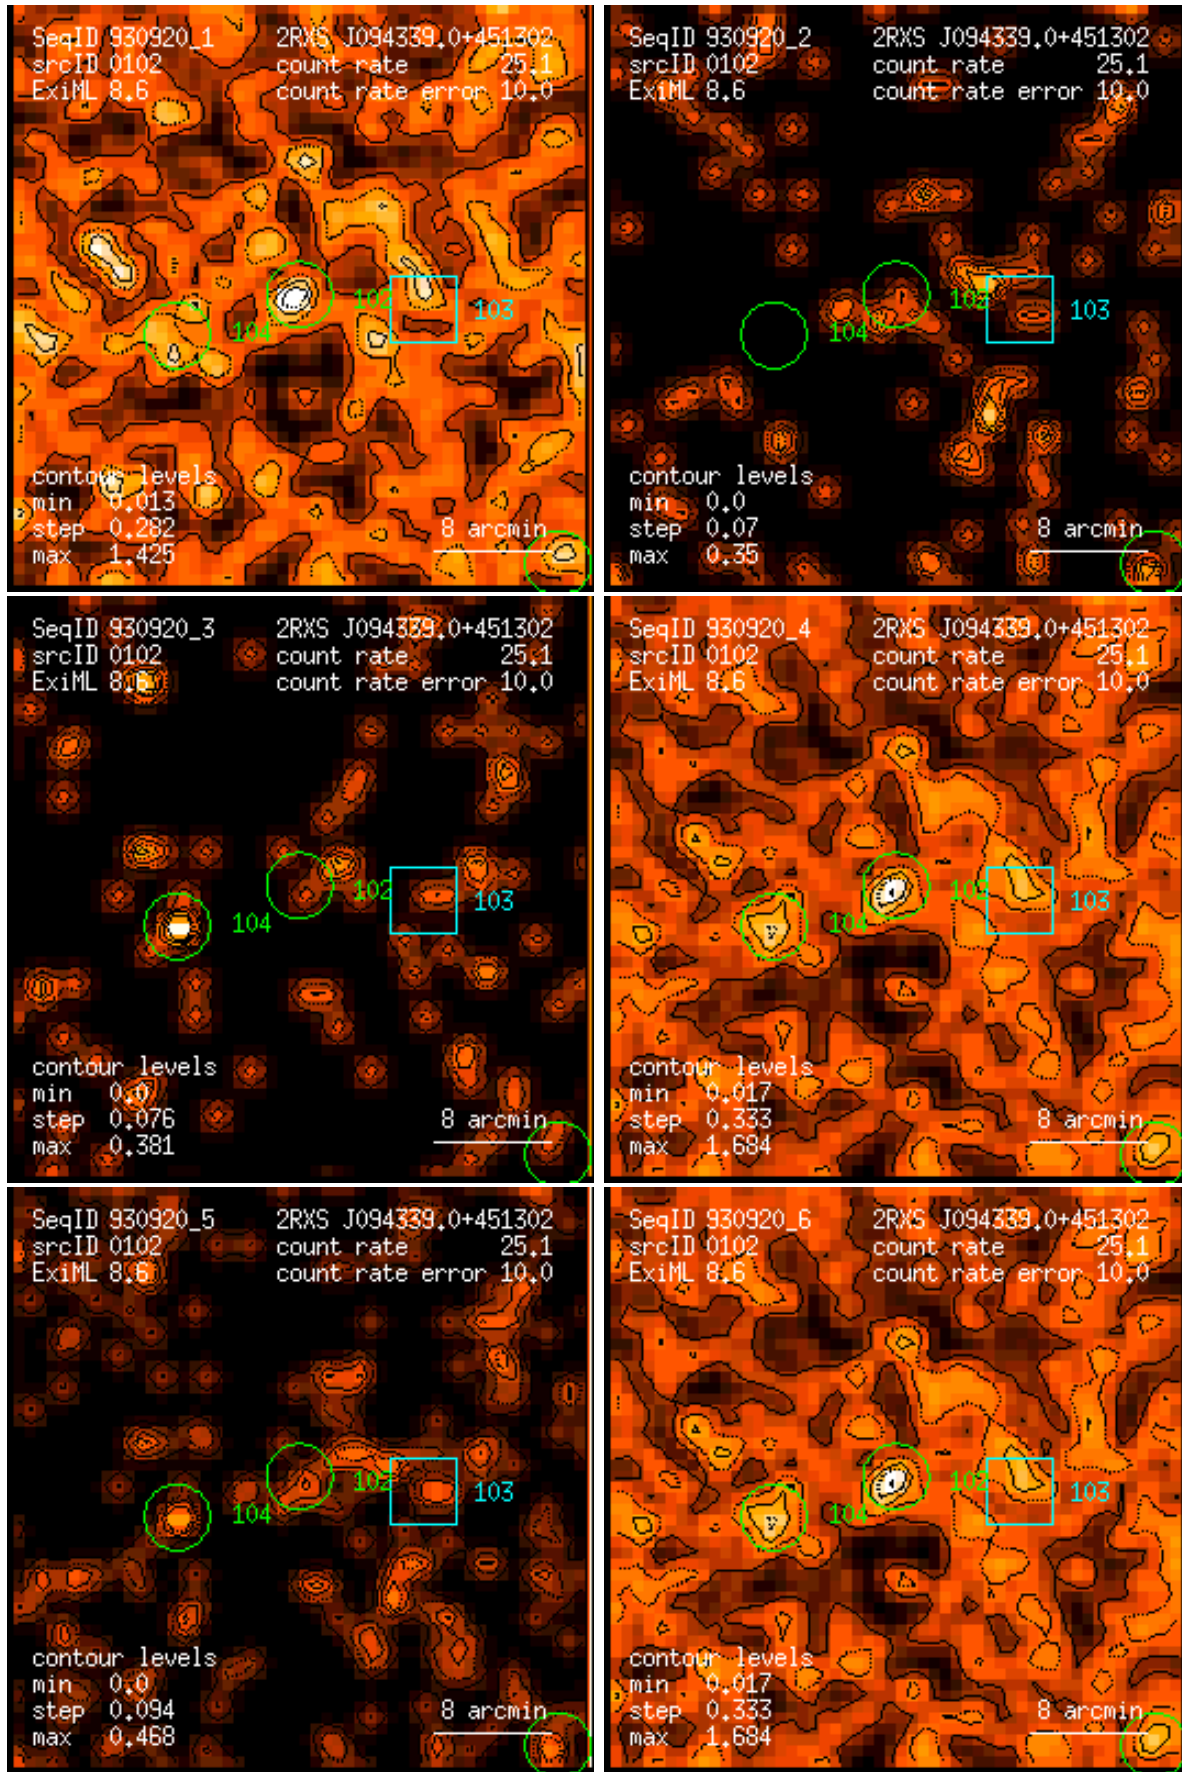 SeqID 930920_1 2RXS J094339.0+451302
srcID 0102 count rate 25.1
ExiML 8.6 count rate error 10.0
102
103
104
contour levels
min 0.013
step 0.282
max 1.425
8 arcmin
SeqID 930920_2 2RXS J094339.0+451302
srcID 0102 count rate 25.1
ExiML 8.6 count rate error 10.0
102
103
104
contour levels
min 0.0
step 0.07
max 0.35
8 arcmin
SeqID 930920_3 2RXS J094339.0+451302
srcID 0102 count rate 25.1
ExiML 8.6 count rate error 10.0
102
103
104
contour levels
min 0.0
step 0.076
max 0.381
8 arcmin
SeqID 930920_4 2RXS J094339.0+451302
srcID 0102 count rate 25.1
ExiML 8.6 count rate error 10.0
102
103
104
contour levels
min 0.017
step 0.333
max 1.684
8 arcmin
SeqID 930920_5 2RXS J094339.0+451302
srcID 0102 count rate 25.1
ExiML 8.6 count rate error 10.0
102
103
104
contour levels
min 0.0
step 0.094
max 0.468
8 arcmin
SeqID 930920_6 2RXS J094339.0+451302
srcID 0102 count rate 25.1
ExiML 8.6 count rate error 10.0
102
103
104
contour levels
min 0.017
step 0.333
max 1.684
8 arcmin